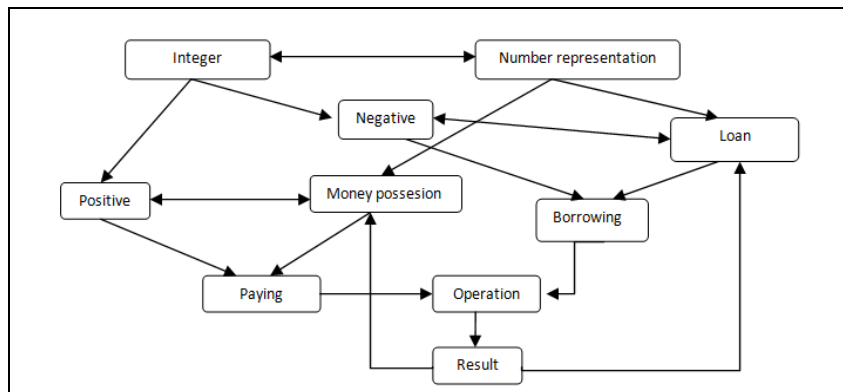 Integer
Number representation
Negative
Loan
Positive
Money possesion
Borrowing
Paying
Operation
Result